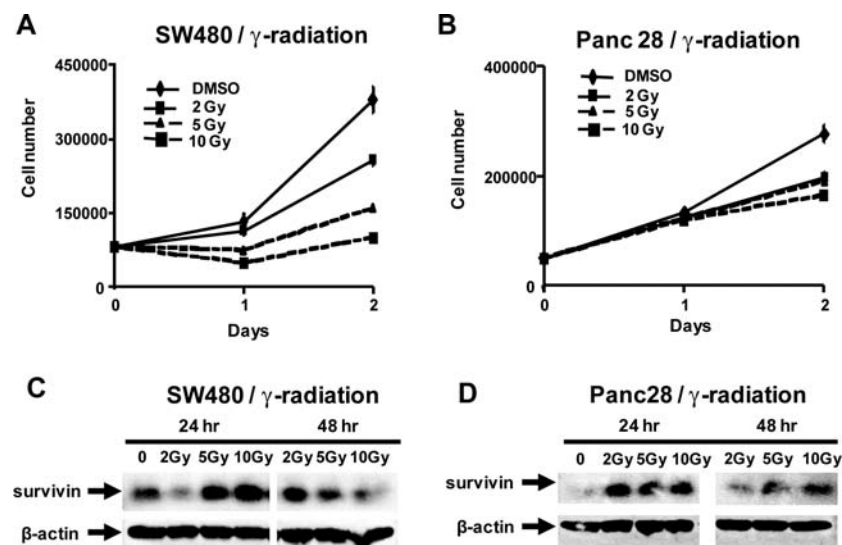 A
SW480 / γ-radiation
450000
300000
150000
0
Cell number
DMSO
2 Gy
5 Gy
10 Gy
0
1
2
Days
B
Panc 28 / γ-radiation
400000
200000
0
Cell number
DMSO
2 Gy
5 Gy
10 Gy
0
1
2
Days
C
SW480 / γ-radiation
24 hr
48 hr
0 2Gy 5Gy 10Gy 2Gy 5Gy 10Gy
survivin
β-actin
D
Panc28 / γ-radiation
24 hr
48 hr
0 2Gy 5Gy 10Gy 2Gy 5Gy 10Gy
survivin
β-actin